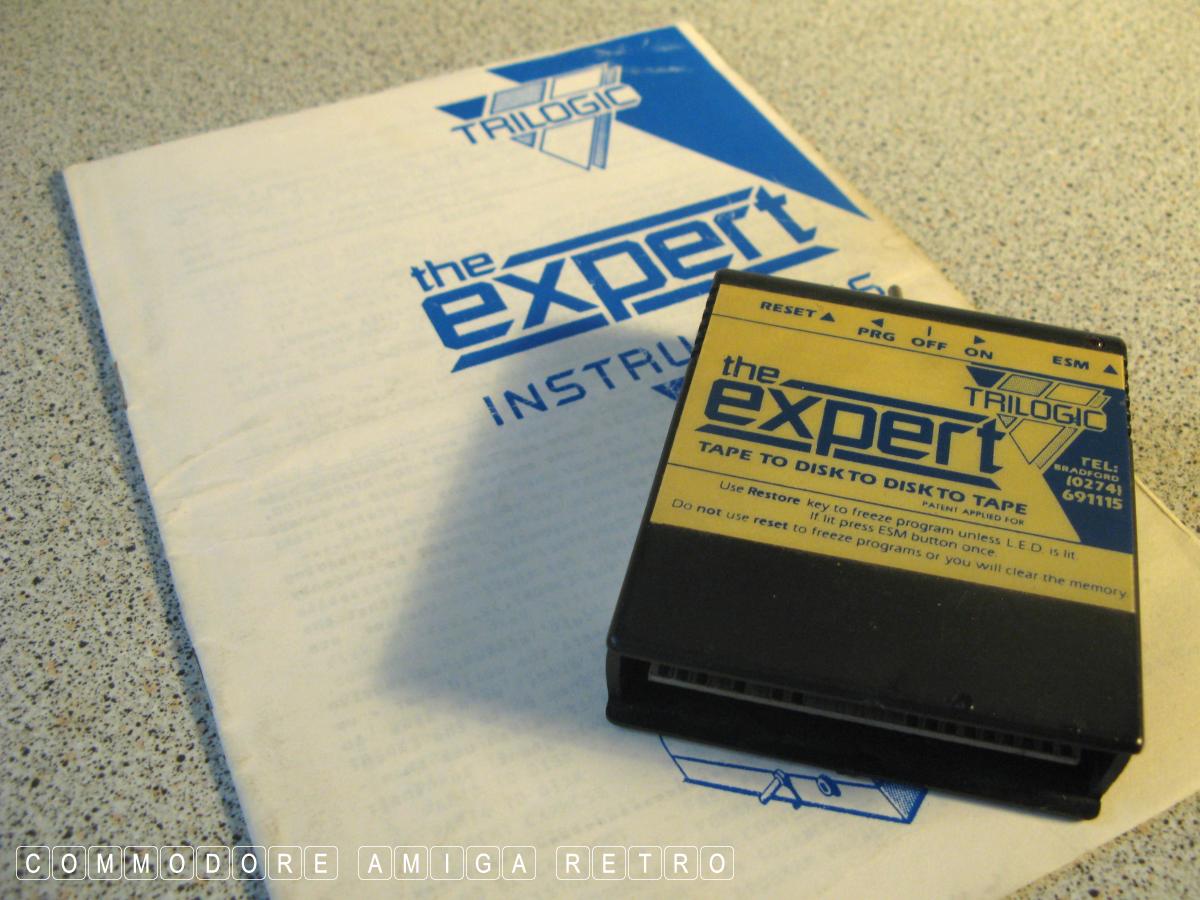 TRILOGIC
the
expert
INSTRU
S
RESET ▲ ◄ PRG | OFF ► ON ESM ▲
the
expert
TRILOGIC
TAPE TO DISK TO DISK TO TAPE
PATENT APPLIED FOR
TEL:
BRADFORD
(0274)
691115
Use Restore key to freeze program unless L.E.D. is lit.
If lit press ESM button once.
Do not use reset to freeze programs or you will clear the memory.
COMMODORE AMIGA RETRO